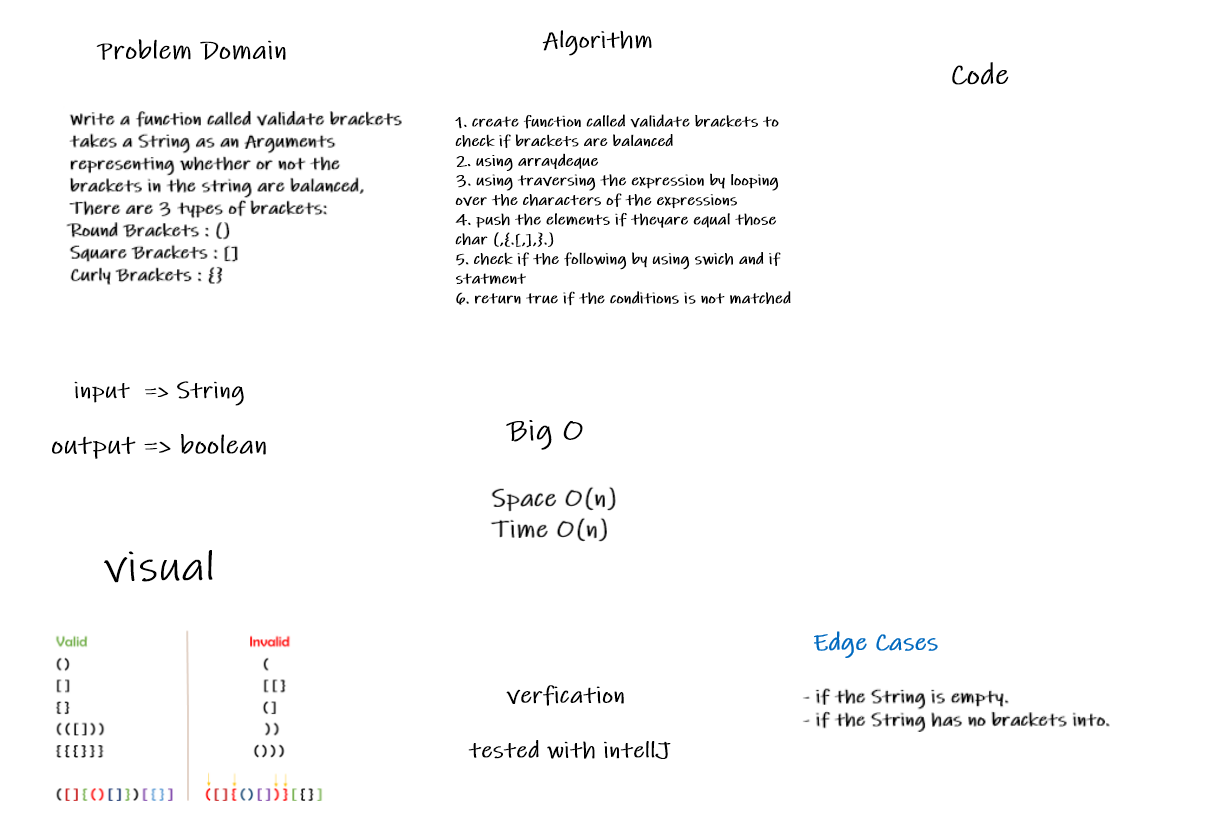 Problem Domain
Write a function called validate brackets
takes a String as an Arguments
representing whether or not the
brackets in the string are balanced,
There are 3 types of brackets:
Round Brackets : ()
Square Brackets : []
Curly Brackets : {}
input => String
output => boolean
Algorithm
1. create function called validate brackets to
check if brackets are balanced
2. using arraydeque
3. using traversing the expression by looping
over the characters of the expressions
4. push the elements if theyare equal those
char (,{.[,],}.)
5. check if the following by using swich and if
statment
6. return true if the conditions is not matched
Code
Big O
Space O(n)
Time O(n)
visual
Valid
()
[]
{}
(([]))
{[{}]}
([]{()[]})[{}]
Invalid
(
[[}
(]
))
()))
([]{()[])}[{}]
verfication
tested with intellJ
Edge Cases
- if the String is empty.
- if the String has no brackets into.